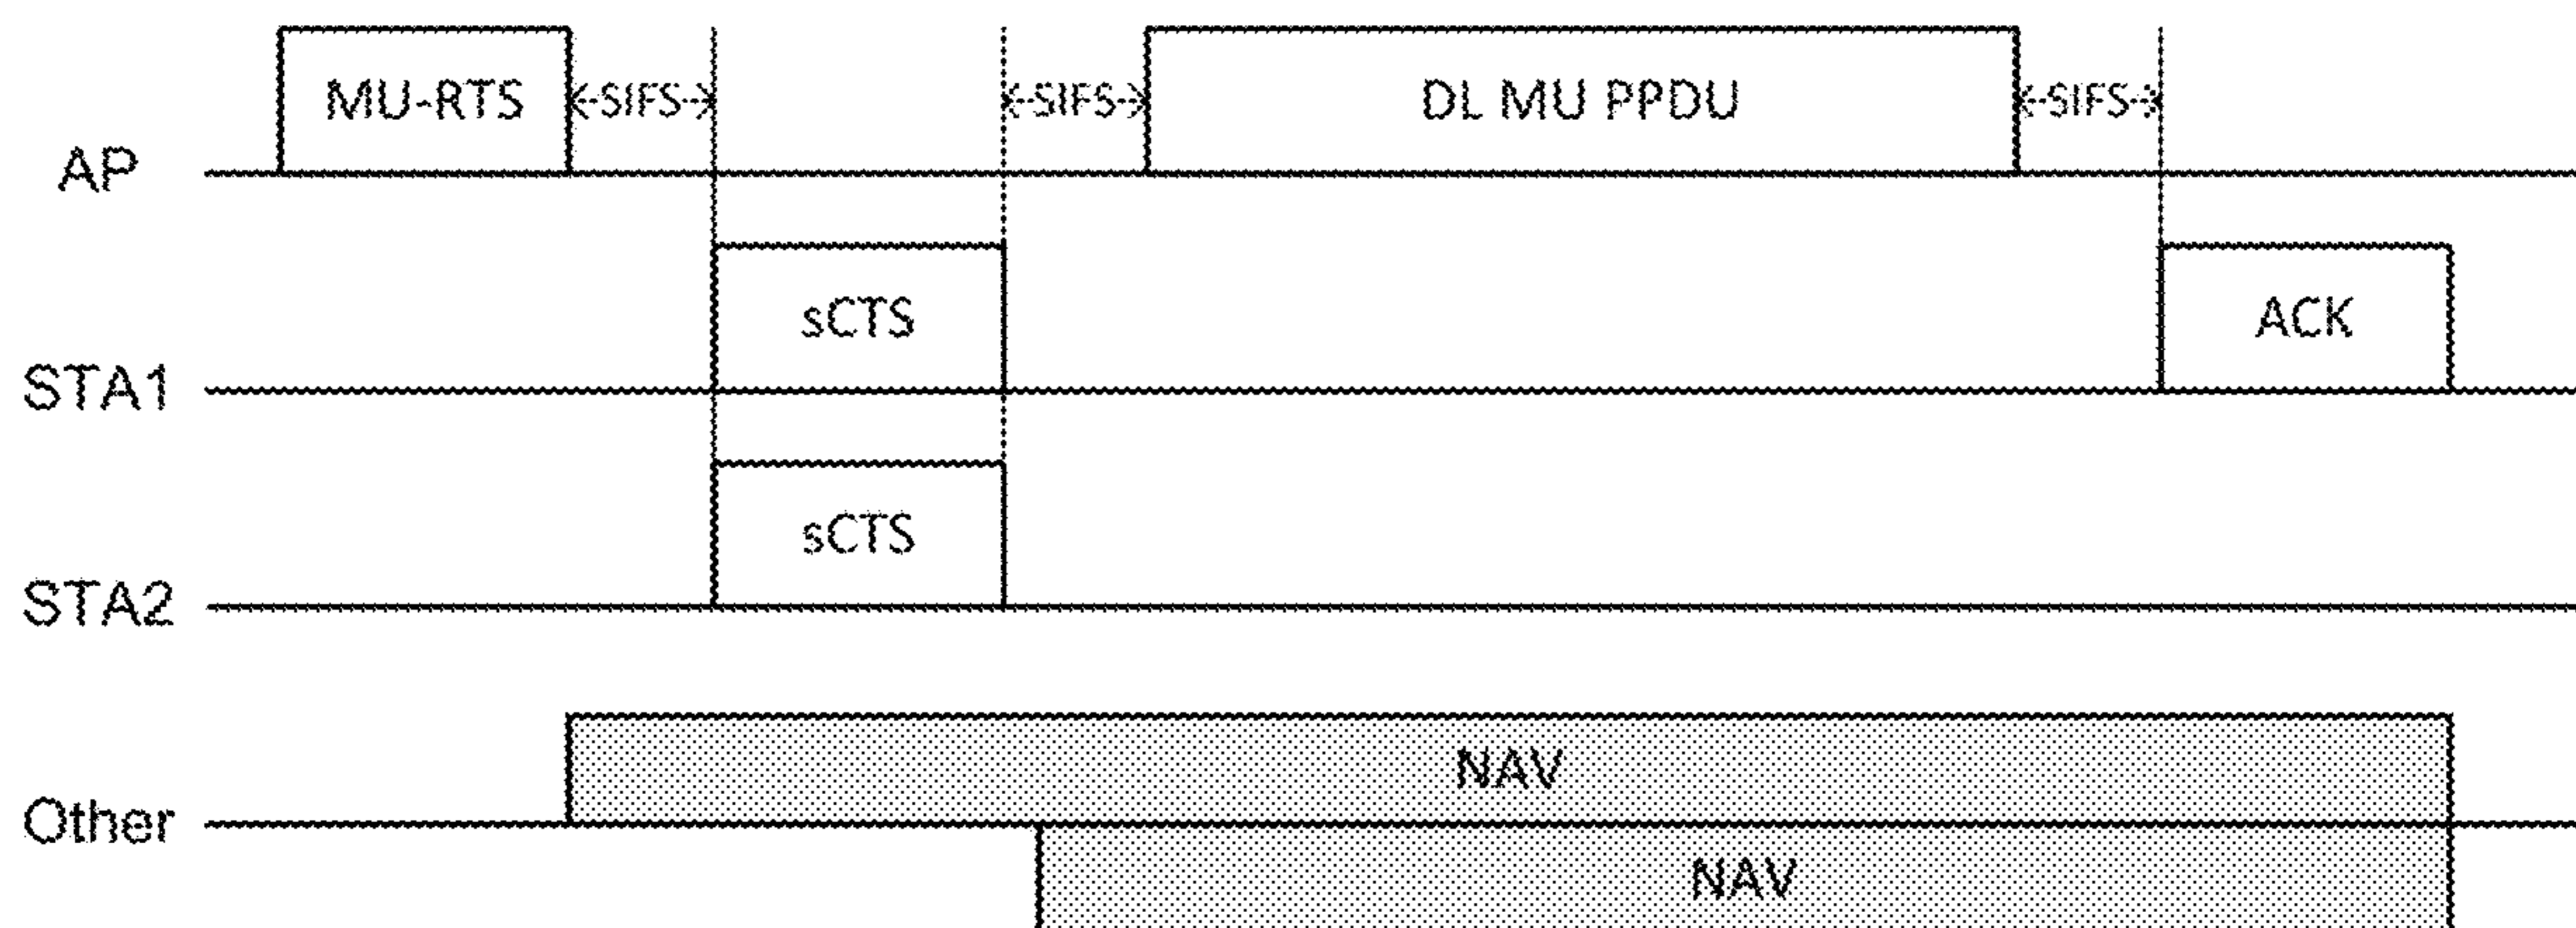 MU-RTS
SIFS
SIFS
DL MU PPDU
SIFS
AP
sCTS
ACK
STA1
sCTS
STA2
NAV
Other
NAV